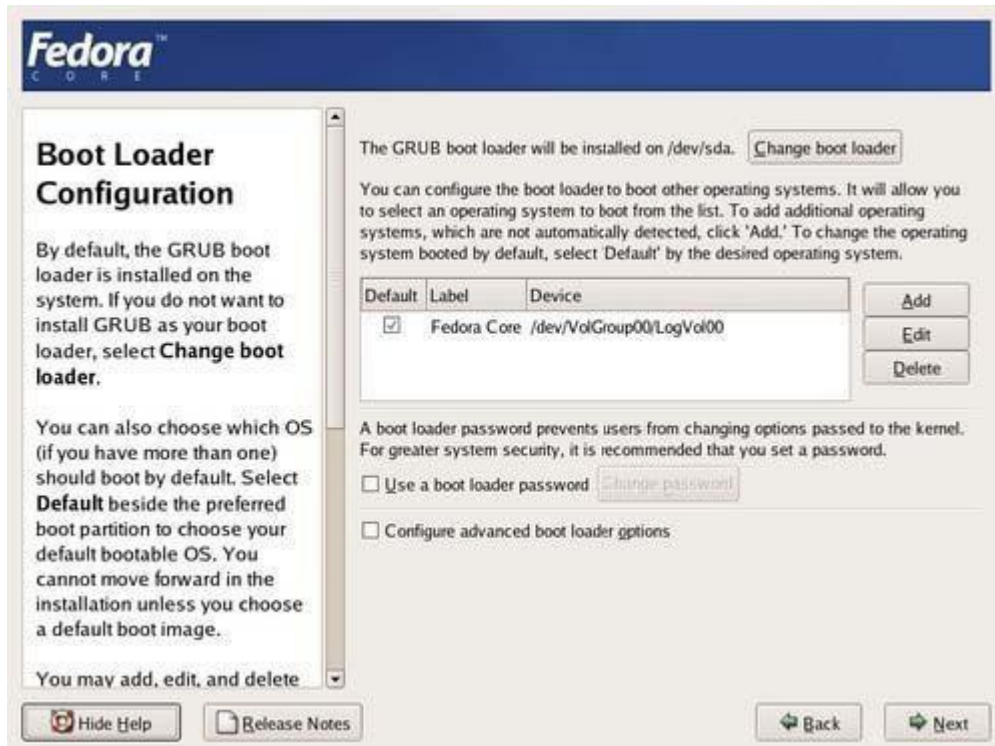 Fedora™
CORE
Boot Loader
Configuration
By default, the GRUB boot
loader is installed on the
system. If you do not want to
install GRUB as your boot
loader, select Change boot
loader.
You can also choose which OS
(if you have more than one)
should boot by default. Select
Default beside the preferred
boot partition to choose your
default bootable OS. You
cannot move forward in the
installation unless you choose
a default boot image.
You may add, edit, and delete
The GRUB boot loader will be installed on /dev/sda.
Change boot loader
You can configure the boot loader to boot other operating systems. It will allow you
to select an operating system to boot from the list. To add additional operating
systems, which are not automatically detected, click 'Add.' To change the operating
system booted by default, select 'Default' by the desired operating system.
Default Label Device
Fedora Core /dev/VolGroup00/LogVol00
Add
Edit
Delete
A boot loader password prevents users from changing options passed to the kernel.
For greater system security, it is recommended that you set a password.
Use a boot loader password
Change password
Configure advanced boot loader options
Hide Help
Release Notes
Back
Next